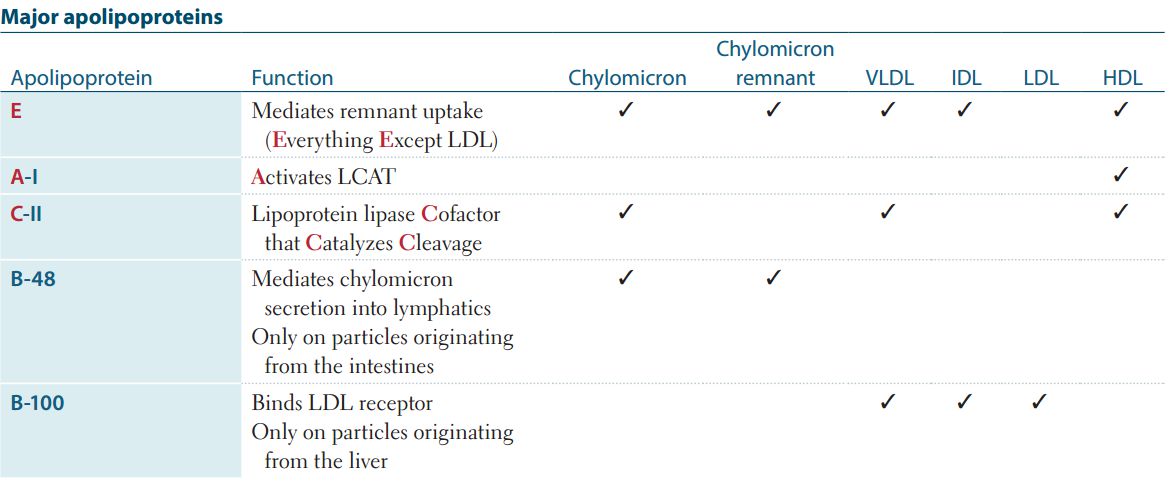 Major apolipoproteins
Chylomicron
Apolipoprotein Function Chylomicron remnant VLDL IDL LDL HDL
E Mediates remnant uptake ✓ ✓ ✓ ✓ ✓
(Everything Except LDL)
A-I Activates LCAT ✓
C-II Lipoprotein lipase Cofactor ✓ ✓ ✓
that Catalyzes Cleavage
B-48 Mediates chylomicron ✓ ✓
secretion into lymphatics
Only on particles originating
from the intestines
B-100 Binds LDL receptor ✓ ✓ ✓
Only on particles originating
from the liver